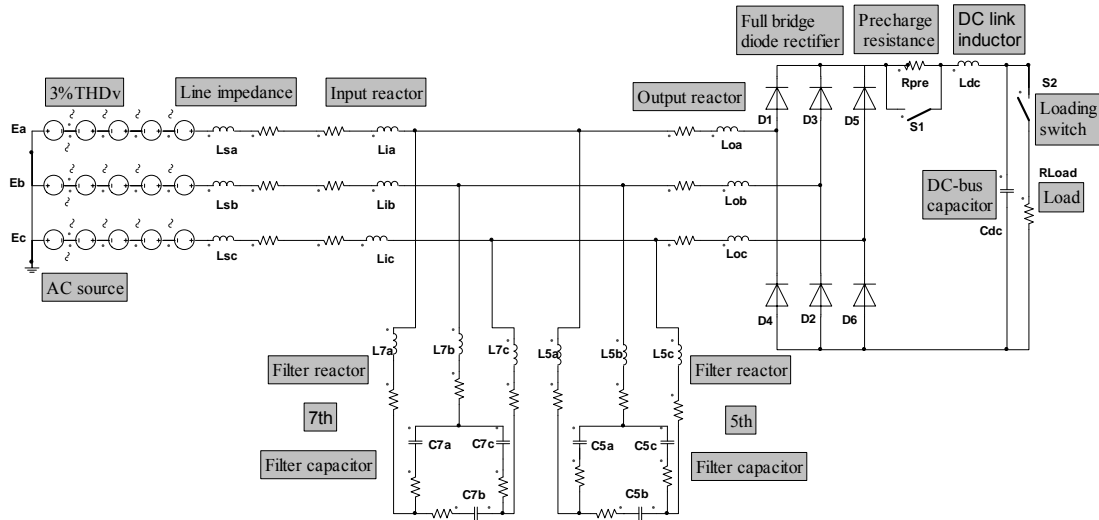 Full bridge
diode rectifier
Precharge
resistance
DC link
inductor
3%THDv
Line impedance
Input reactor
Output reactor
Rpre
Ldc
S2
Loading
switch
D1
D3
D5
S1
Ea
Lsa
Lia
Loa
Eb
Lsb
Lib
Lob
DC-bus
capacitor
RLoad
Load
Cdc
Ec
Lsc
Lic
Loc
AC source
D4
D2
D6
L7a
L7b
L7c
L5a
L5b
L5c
Filter reactor
Filter reactor
7th
5th
C7a
C7c
C5a
C5c
Filter capacitor
Filter capacitor
C7b
C5b